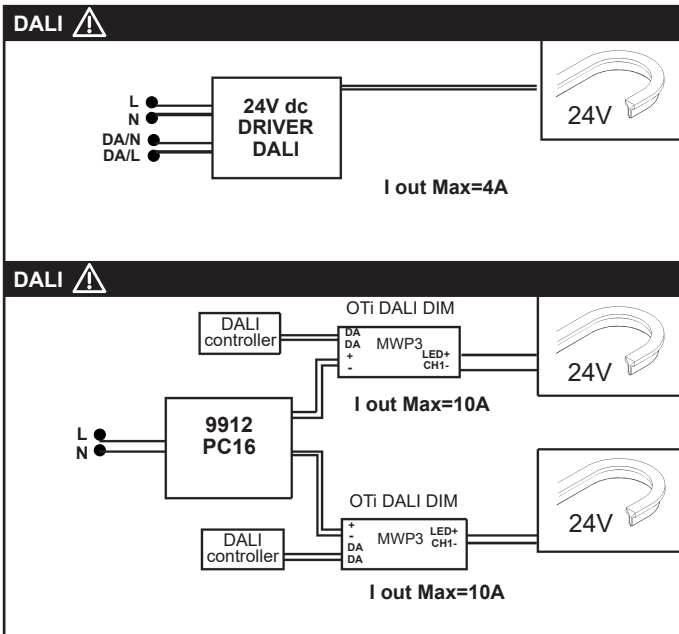 DALI
L
N
DA/N
DA/L
24V dc
DRIVER
DALI
24V
I out Max=4A
DALI
OTi DALI DIM
DALI
controller
DA
DA
+
-
MWP3
LED+
CH1-
24V
I out Max=10A
L
N
9912
PC16
OTi DALI DIM
DALI
controller
+
-
DA
DA
MWP3
LED+
CH1-
24V
I out Max=10A